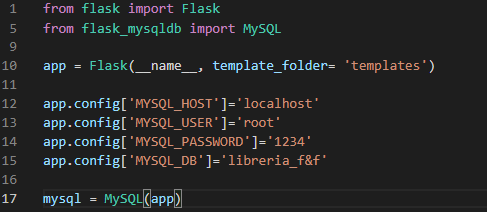 1 from flask import Flask
5 from flask_mysqldb import MySQL
9
10 app = Flask(__name__, template_folder= 'templates')
11
12 app.config['MYSQL_HOST']='localhost'
13 app.config['MYSQL_USER']='root'
14 app.config['MYSQL_PASSWORD']='1234'
15 app.config['MYSQL_DB']='libreria_f&f'
16
17 mysql = MySQL(app)